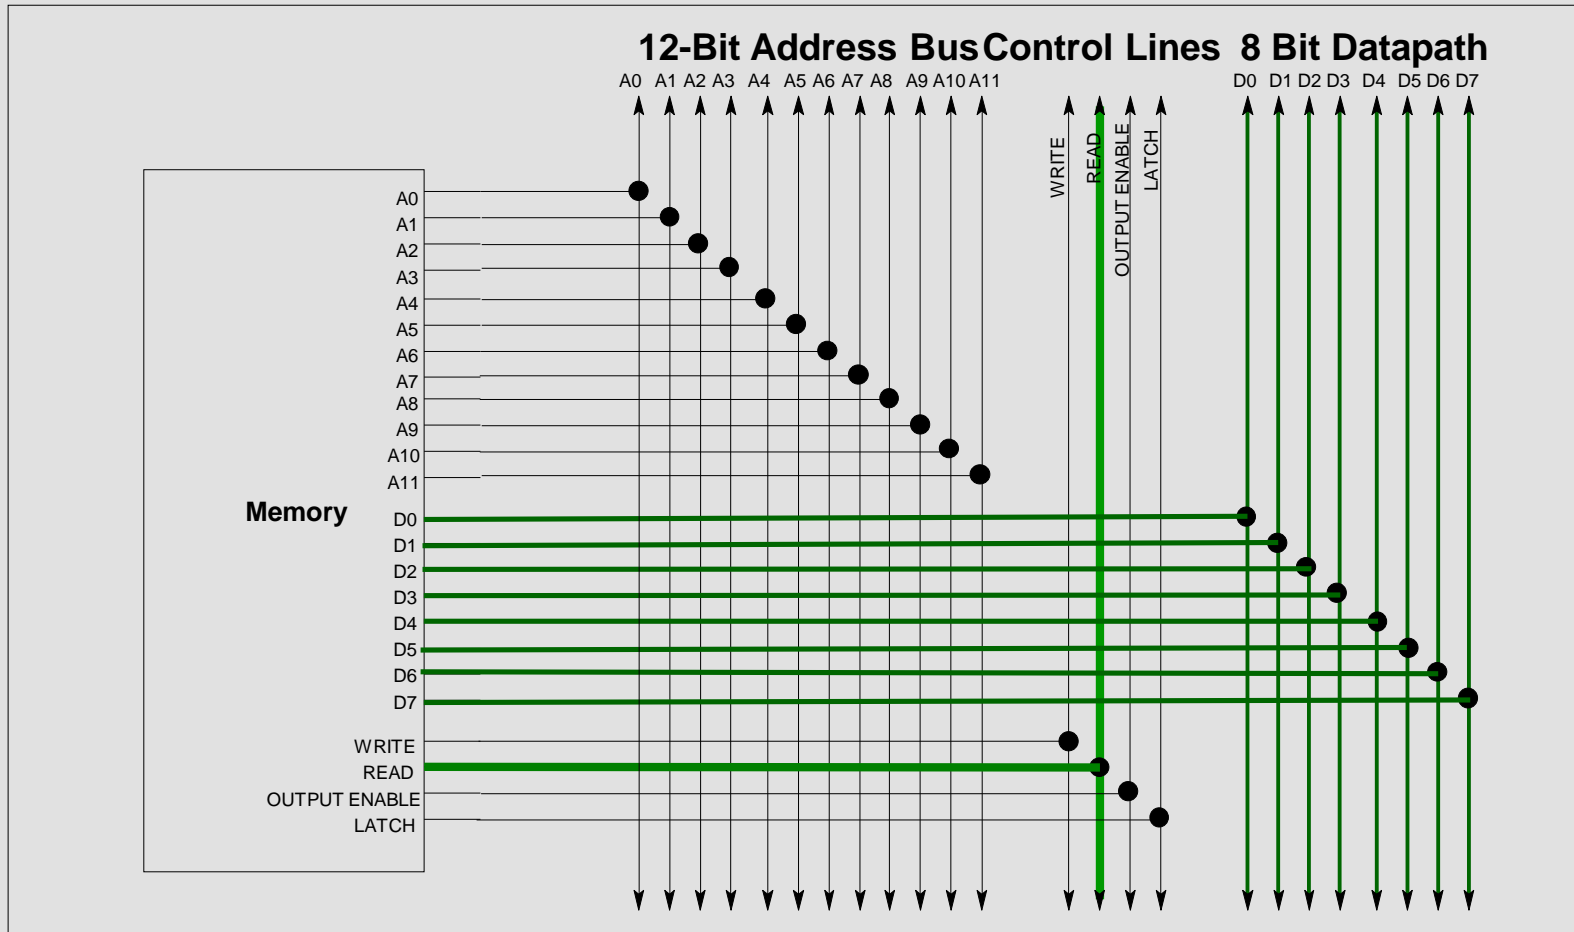 12-Bit Address Bus Control Lines 8 Bit Datapath
A0 A1 A2 A3 A4 A5 A6 A7 A8 A9 A10 A11 D0 D1 D2 D3 D4 D5 D6 D7
WRITE
READ
OUTPUT ENABLE
LATCH
A0
A1
A2
A3
A4
A5
A6
A7
A8
A9
A10
A11
Memory
D0
D1
D2
D3
D4
D5
D6
D7
WRITE
READ
OUTPUT ENABLE
LATCH